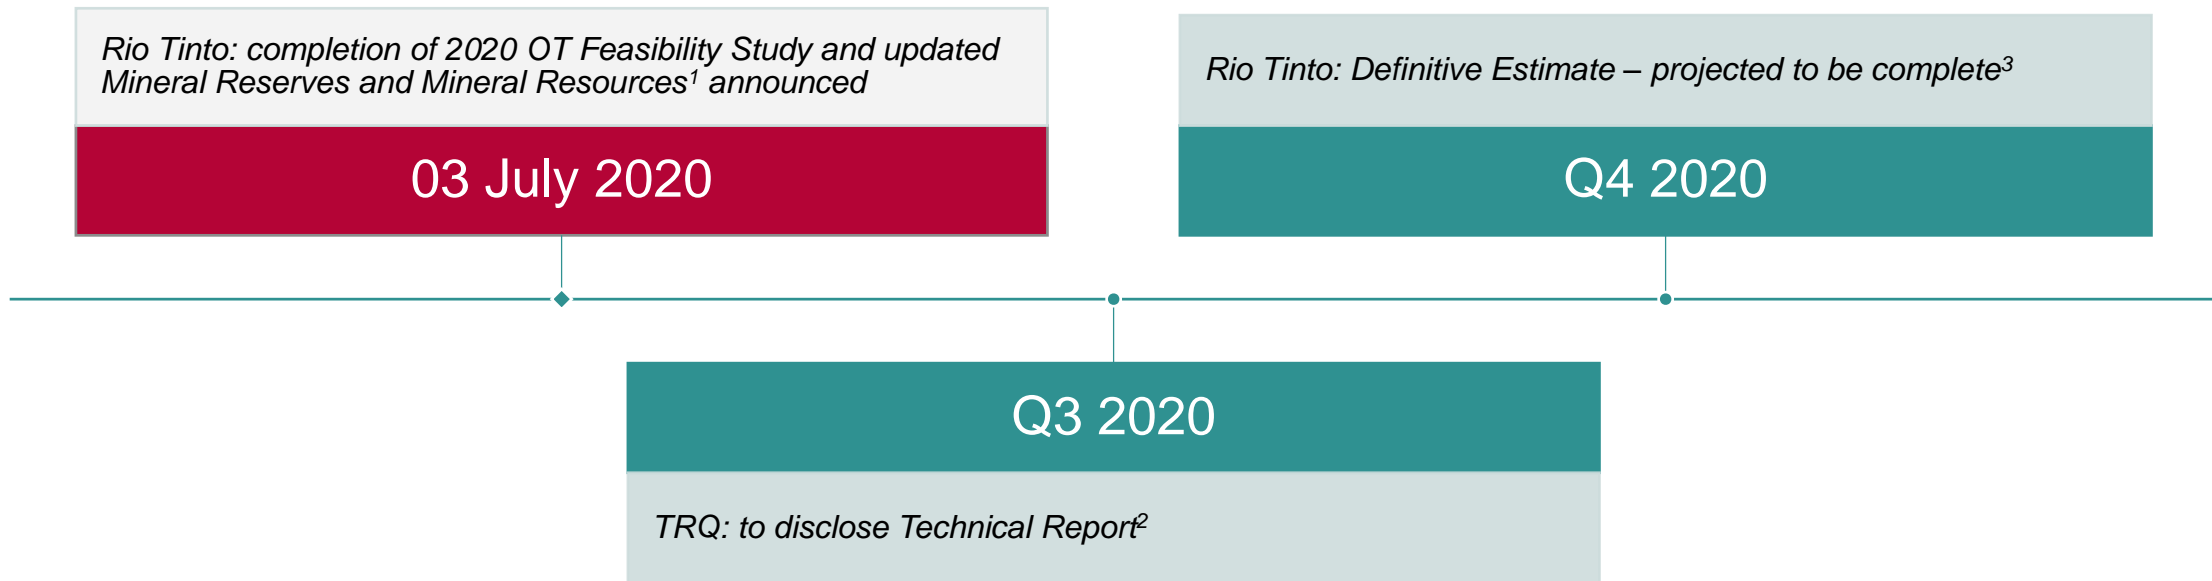 Rio Tinto: completion of 2020 OT Feasibility Study and updated
Mineral Reserves and Mineral Resources¹ announced
03 July 2020
Rio Tinto: Definitive Estimate – projected to be complete³
Q4 2020
Q3 2020
TRQ: to disclose Technical Report²